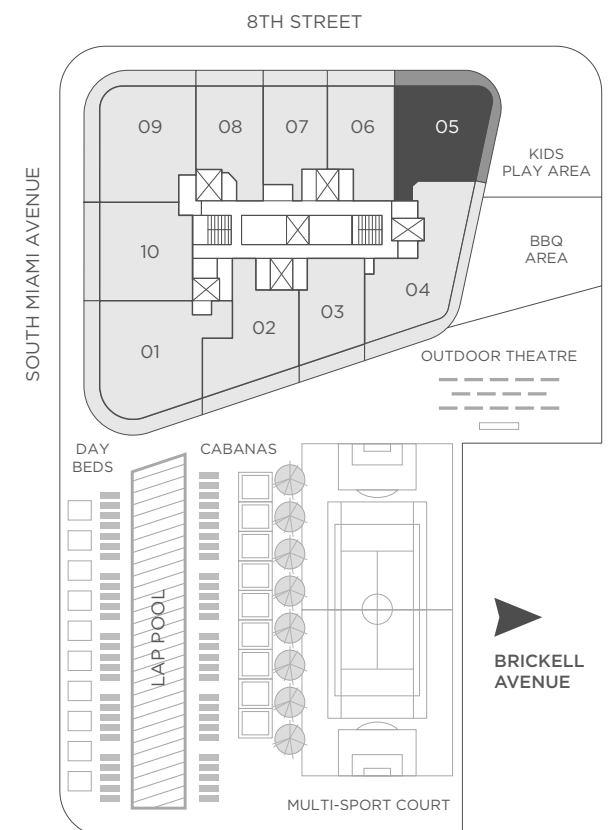 8TH STREET
SOUTH MIAMI AVENUE
09
08
07
06
05
KIDS
PLAY AREA
10
BBQ
AREA
04
03
02
01
OUTDOOR THEATRE
DAY
BEDS
CABANAS
LAP POOL
BRICKELL
AVENUE
MULTI-SPORT COURT